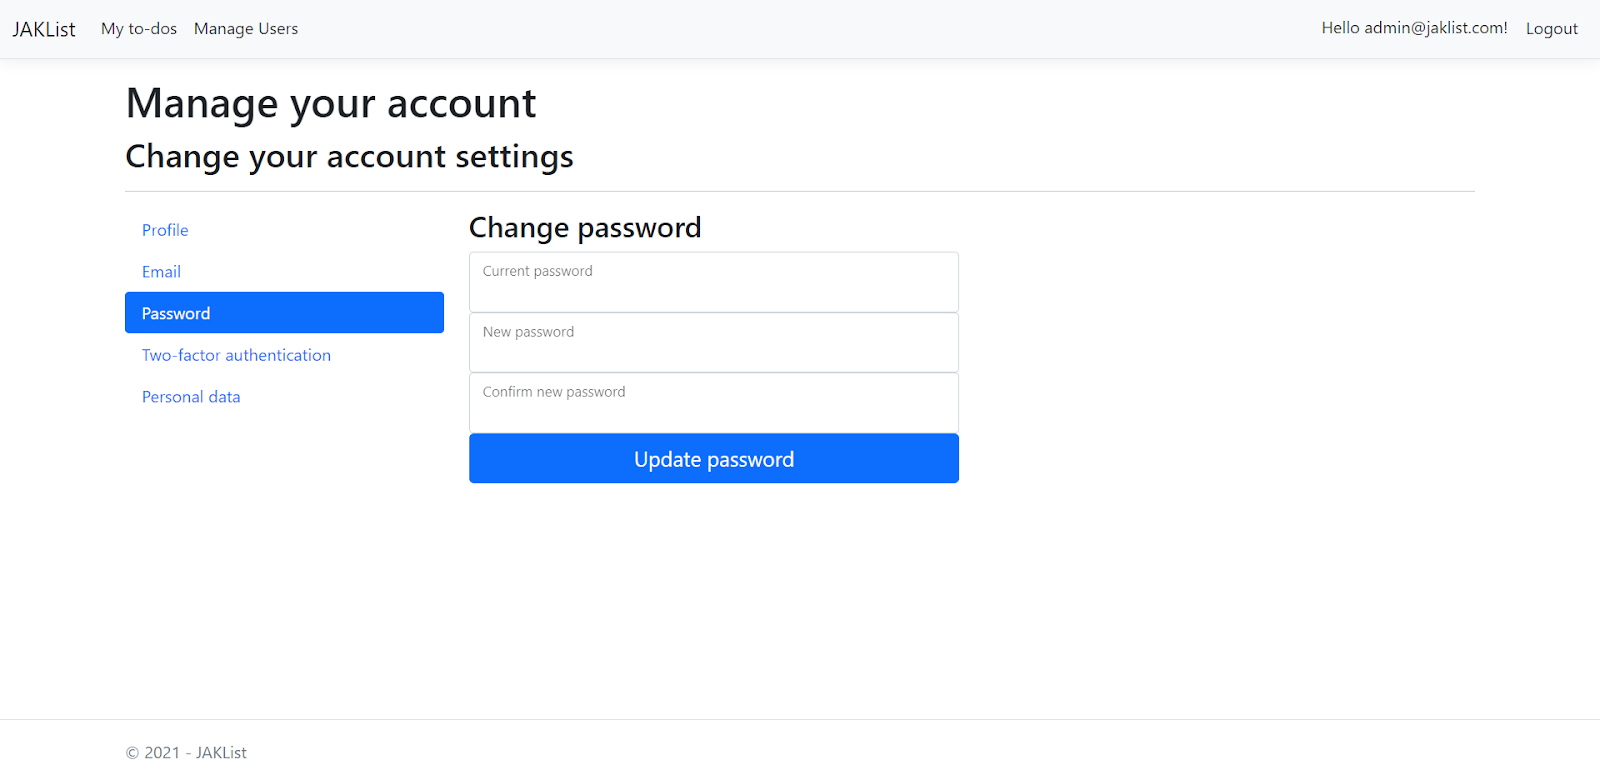 JAKList My to-dos Manage Users Hello admin@jaklist.com! Logout
Manage your account
Change your account settings
Profile
Email
Password
Two-factor authentication
Personal data
Change password
Current password
New password
Confirm new password
Update password
© 2021 - JAKList